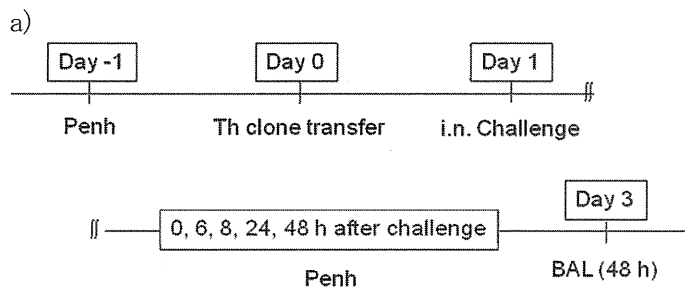 a)
Day -1 Day 0 Day 1
Penh Th clone transfer i.n. Challenge
Day 3
0, 6, 8, 24, 48 h after challenge
Penh BAL (48 h)